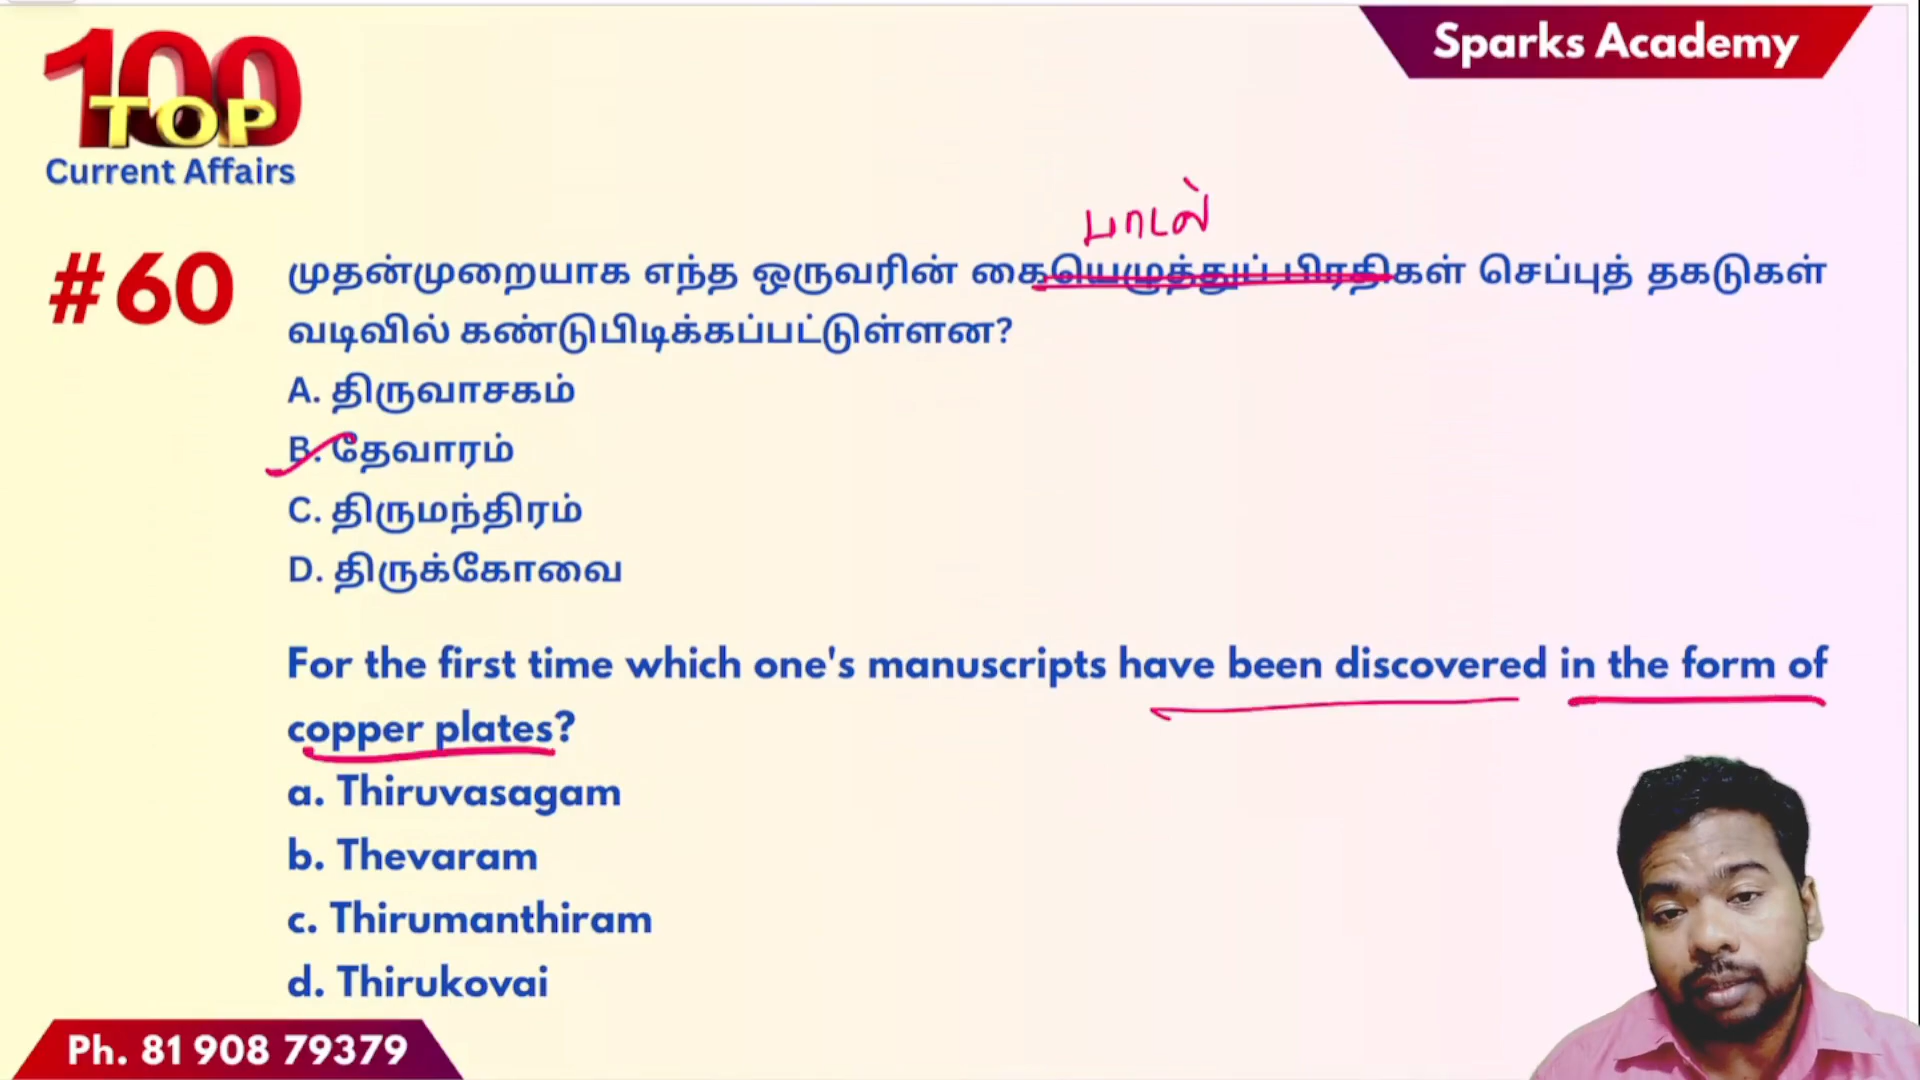 100
TOP
Current Affairs
Sparks Academy
பாடல்
#60
முதன்முறையாக எந்த ஒருவரின் கையெழுத்துப் பிரதிகள் செப்புத் தகடுகள்
வடிவில் கண்டுபிடிக்கப்பட்டுள்ளன?
A. திருவாசகம்
B. தேவாரம்
C. திருமந்திரம்
D. திருக்கோவை
For the first time which one's manuscripts have been discovered in the form of
copper plates?
a. Thiruvasagam
b. Thevaram
c. Thirumanthiram
d. Thirukovai
Ph. 81 908 79379